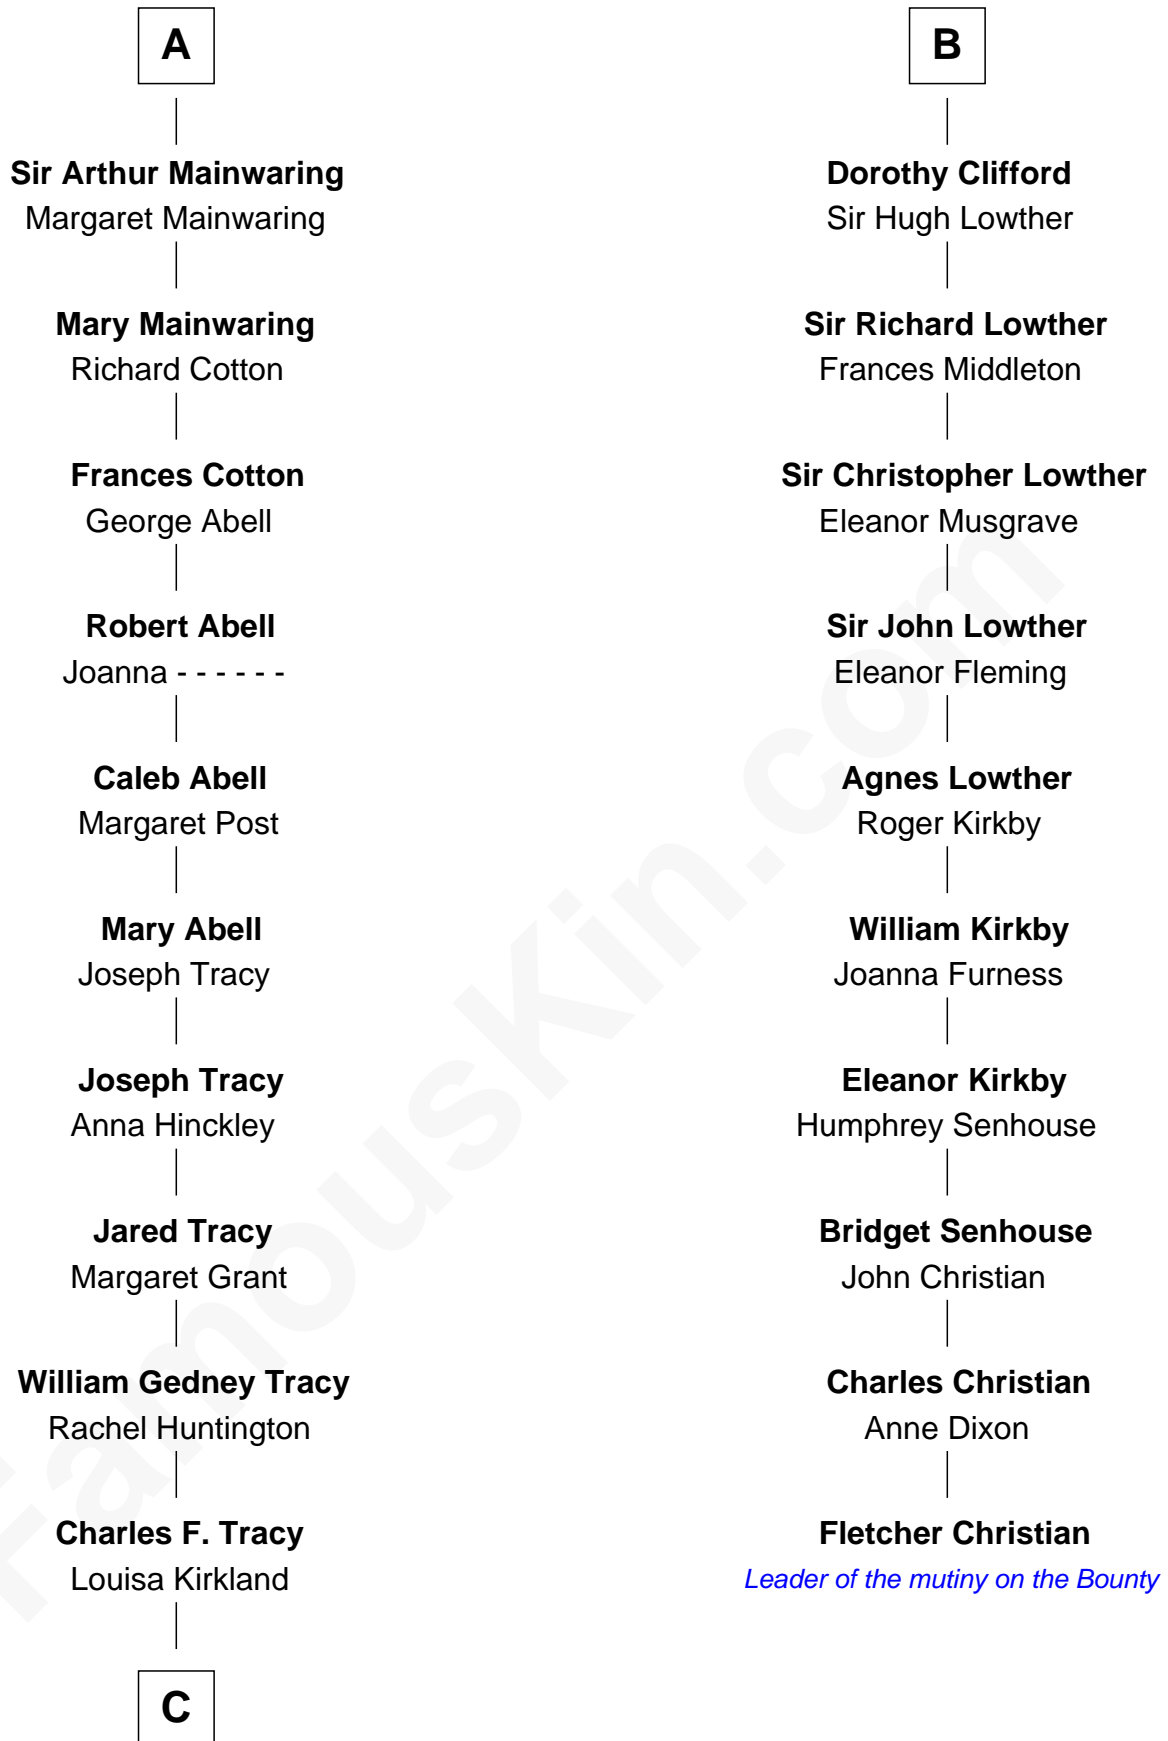 A
Sir Arthur Mainwaring
Margaret Mainwaring
Mary Mainwaring
Richard Cotton
Frances Cotton
George Abell
Robert Abell
Joanna - - - - - -
Caleb Abell
Margaret Post
Mary Abell
Joseph Tracy
Joseph Tracy
Anna Hinckley
Jared Tracy
Margaret Grant
William Gedney Tracy
Rachel Huntington
Charles F. Tracy
Louisa Kirkland
C
B
Dorothy Clifford
Sir Hugh Lowther
Sir Richard Lowther
Frances Middleton
Sir Christopher Lowther
Eleanor Musgrave
Sir John Lowther
Eleanor Fleming
Agnes Lowther
Roger Kirkby
William Kirkby
Joanna Furness
Eleanor Kirkby
Humphrey Senhouse
Bridget Senhouse
John Christian
Charles Christian
Anne Dixon
Fletcher Christian
Leader of the mutiny on the Bounty
FamousKin.com